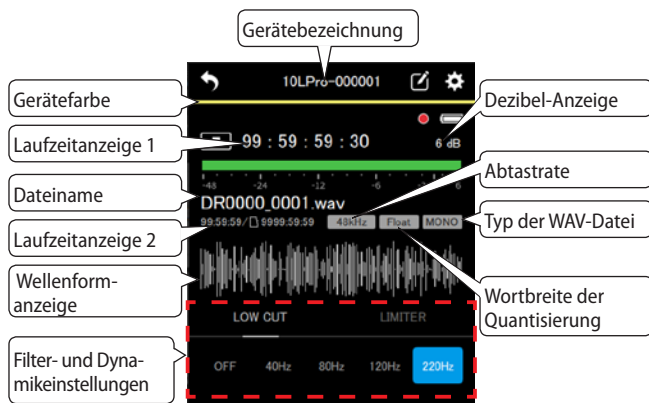 Gerätebezeichnung
10LPro-000001
Gerätefarbe
Dezibel-Anzeige
Laufzeitanzeige 1
99 : 59 : 59 : 30
6 dB
Abtastrate
-48 -24 -12 -6 6
Dateiname
DR0000_0001.wav
Laufzeitanzeige 2
99:59:59/ 9999:59:59 48kHz Float MONO
Typ der WAV-Datei
Wellenform-
anzeige
Wortbreite der
Quantisierung
LOW CUT LIMITER
Filter- und Dyna-
mikeinstellungen
OFF 40Hz 80Hz 120Hz 220Hz